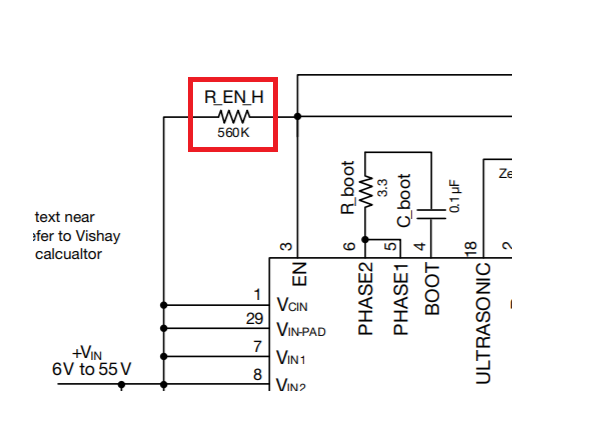 R_EN_H
560K
R_boot
3.3
C_boot
0.1 µF
text near
efer to Vishay
calcualtor
3
6
5
4
18
2
EN
PHASE2
PHASE1
BOOT
ULTRASONIC
1
VCIN
29
VIN-PAD
7
VIN1
8
VIN2
+VIN
6V to 55V